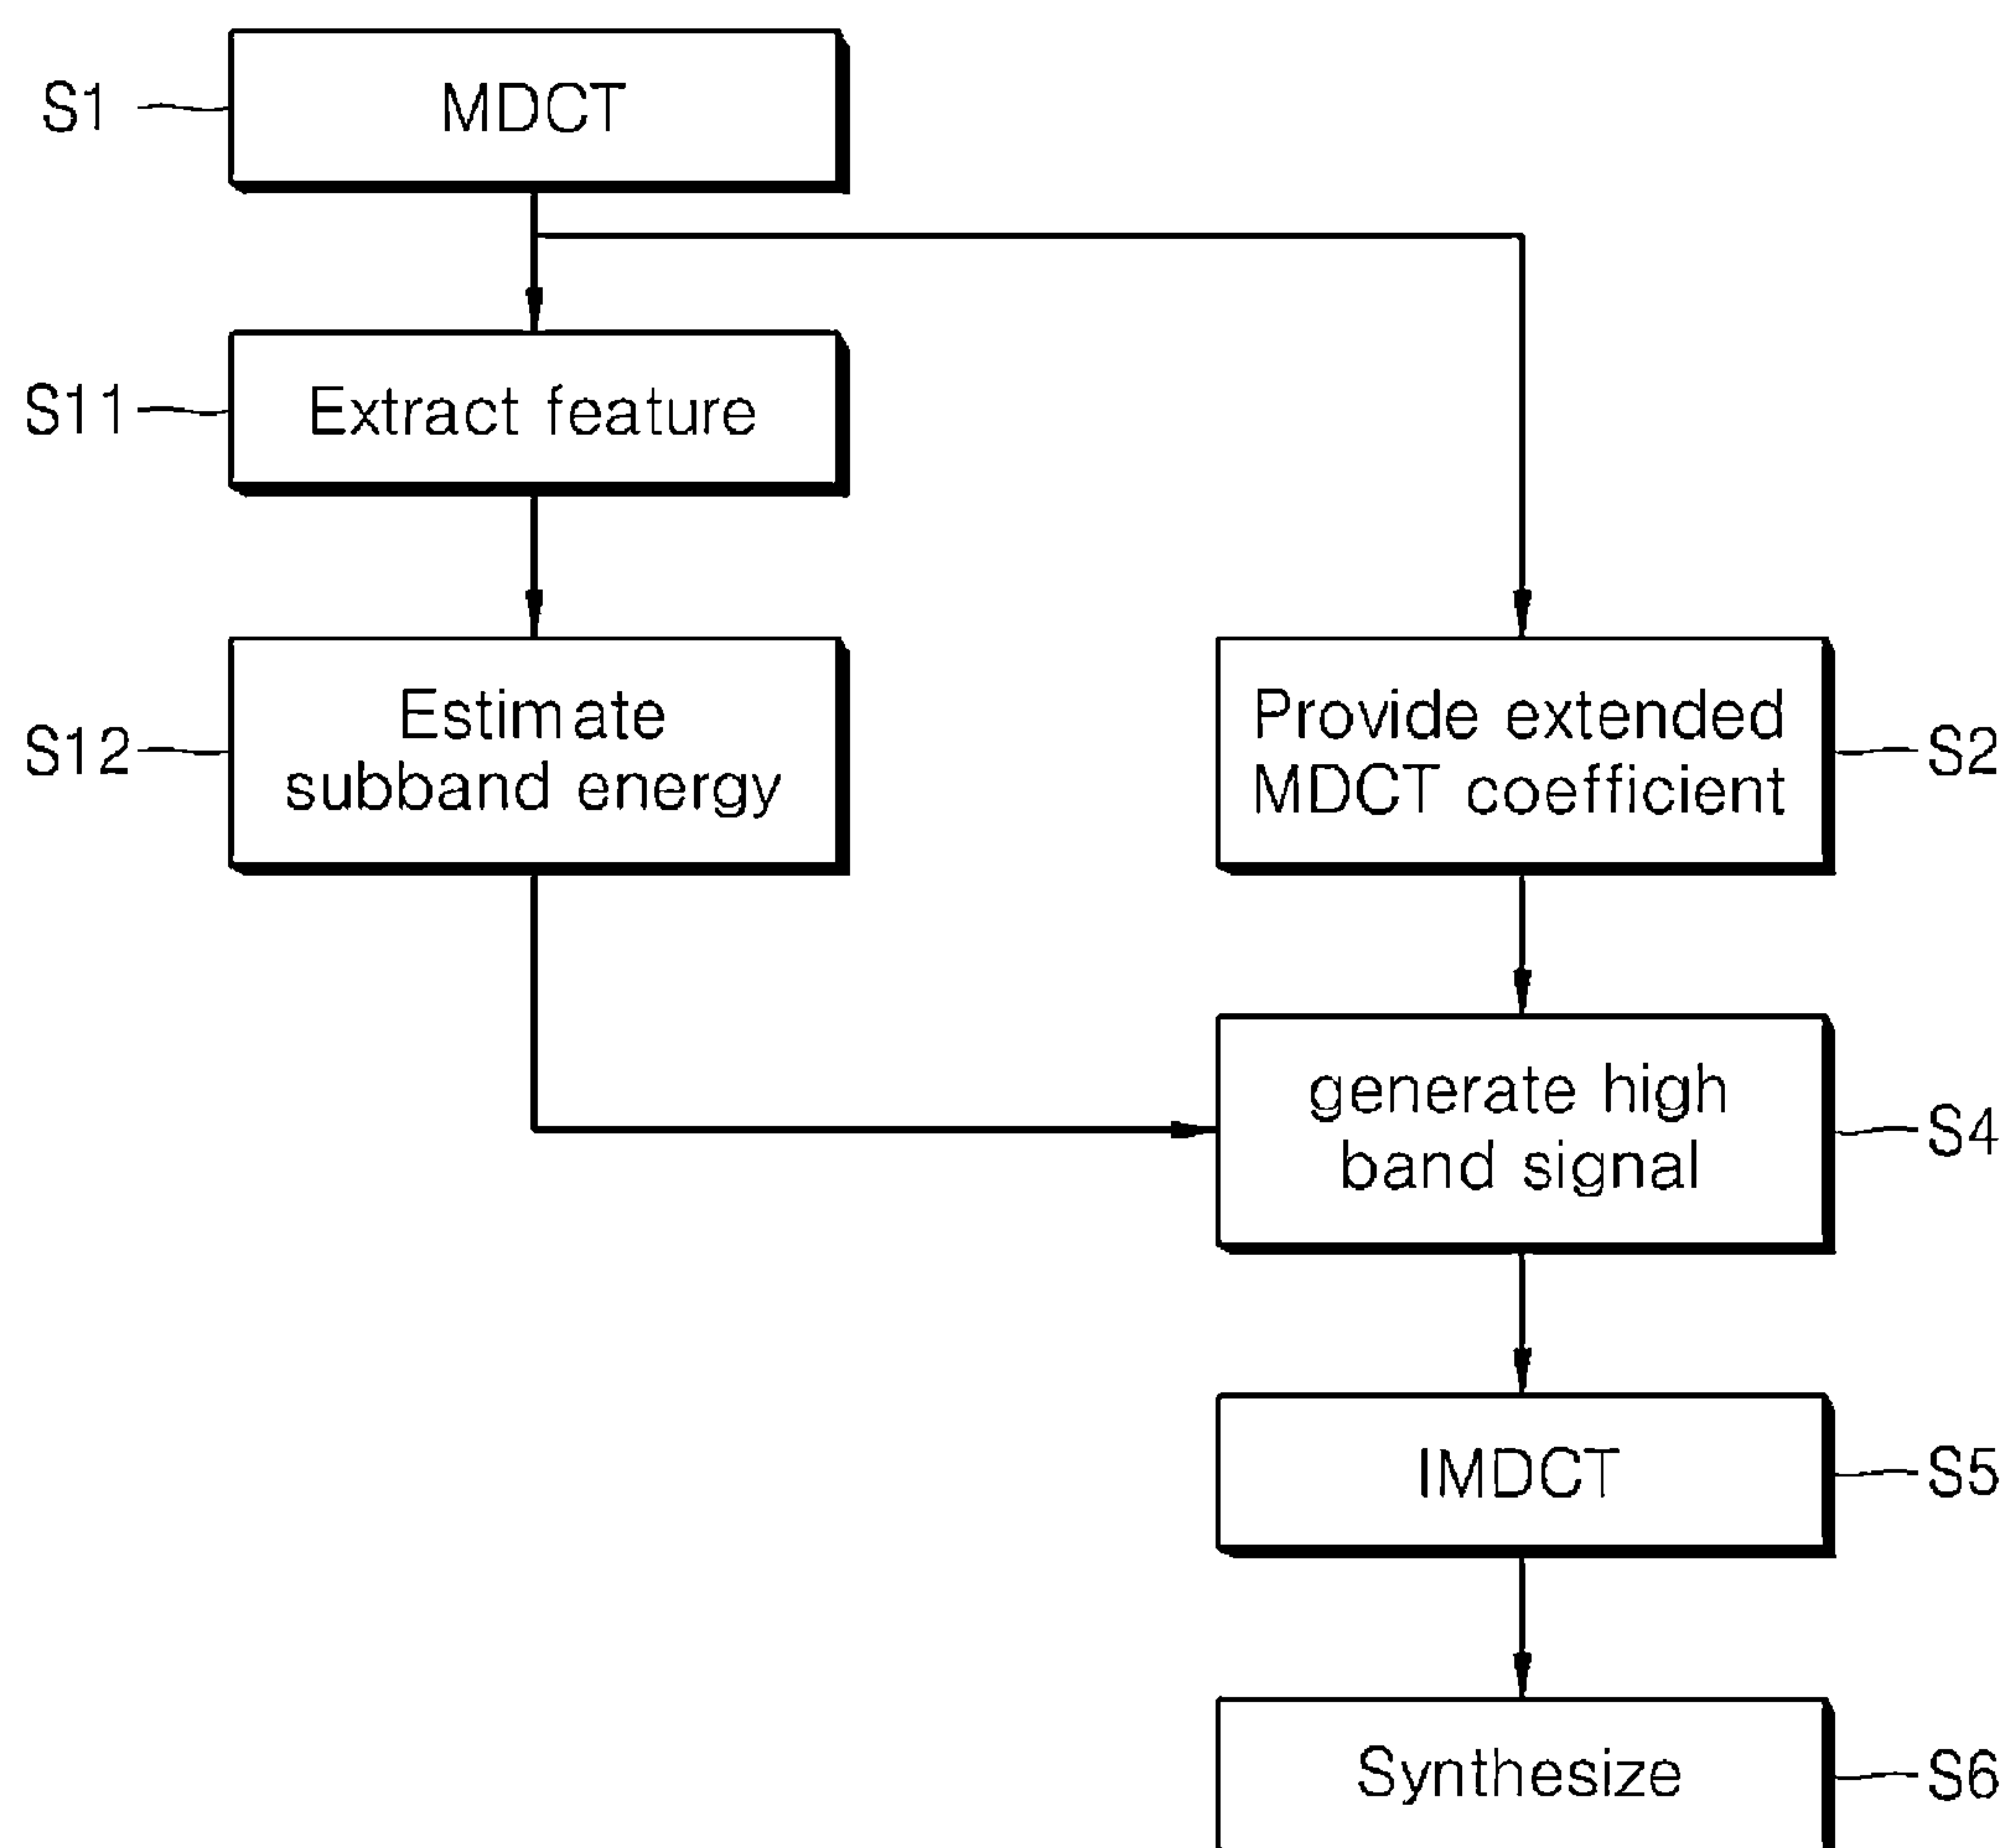 S1
MDCT
S11
Extract feature
S12
Estimate
subband energy
Provide extended
MDCT coefficient
S2
generate high
band signal
S4
IMDCT
S5
Synthesize
S6